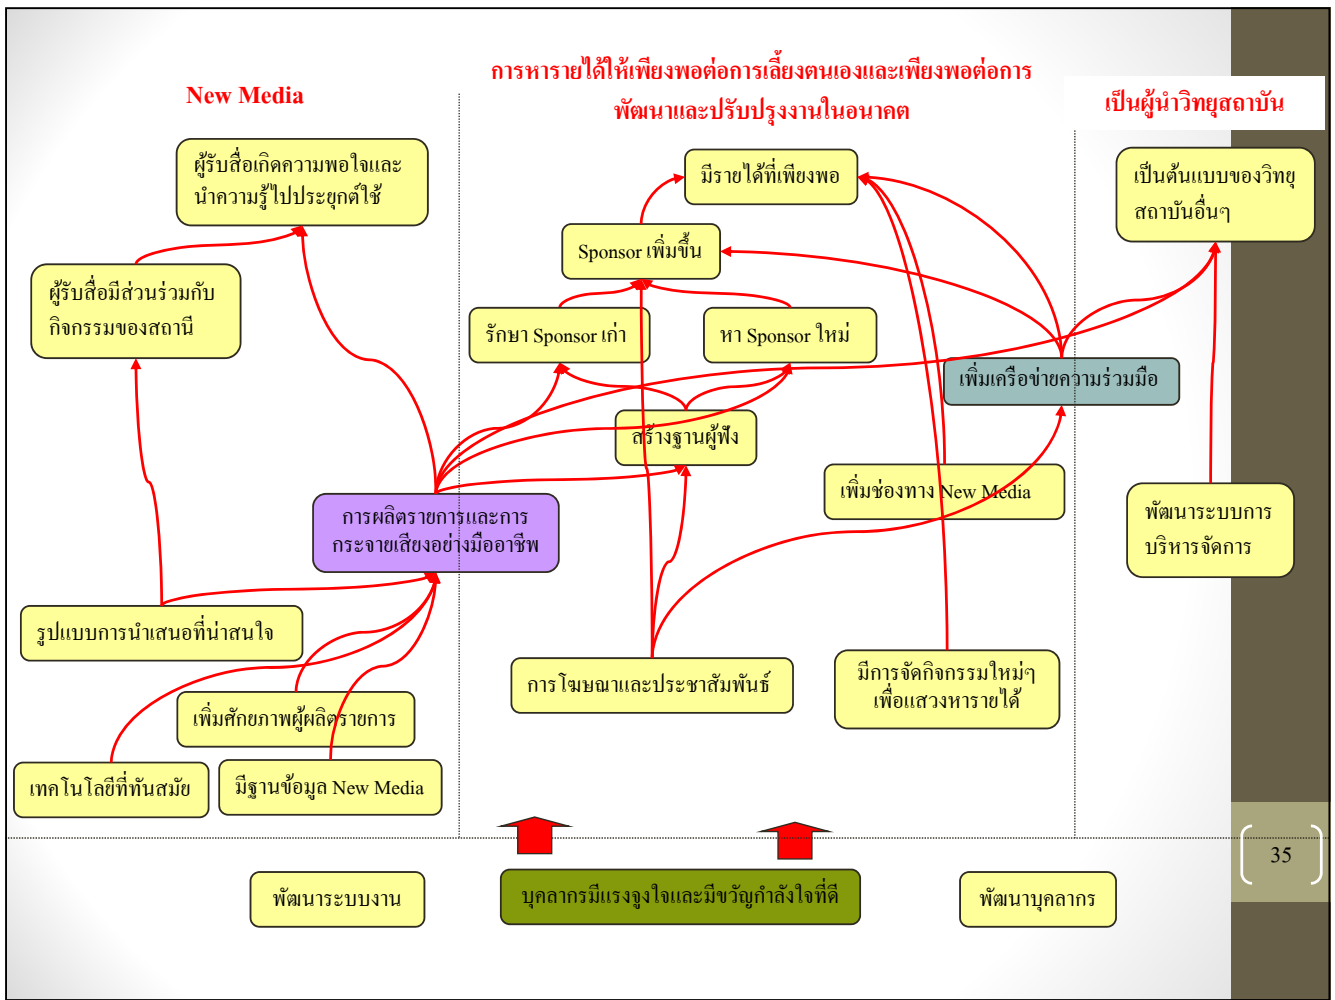 New Media
การหารายได้ให้เพียงพอต่อการเลี้ยงตนเองและเพียงพอต่อการ
พัฒนาและปรับปรุงงานในอนาคต
เป็นผู้นำวิทยุสถาบัน
ผู้รับสื่อเกิดความพอใจและ
นำความรู้ไปประยุกต์ใช้
มีรายได้ที่เพียงพอ
เป็นต้นแบบของวิทยุ
สถาบันอื่นๆ
Sponsor เพิ่มขึ้น
ผู้รับสื่อมีส่วนร่วมกับ
กิจกรรมของสถานี
รักษา Sponsor เก่า
หา Sponsor ใหม่
เพิ่มเครือข่ายความร่วมมือ
สร้างฐานผู้ฟัง
เพิ่มช่องทาง New Media
การผลิตรายการและการ
กระจายเสียงอย่างมืออาชีพ
พัฒนาระบบการ
บริหารจัดการ
รูปแบบการนำเสนอที่น่าสนใจ
การโฆษณาและประชาสัมพันธ์
มีการจัดกิจกรรมใหม่ๆ
เพื่อแสวงหารายได้
เพิ่มศักยภาพผู้ผลิตรายการ
เทคโนโลยีที่ทันสมัย
มีฐานข้อมูล New Media
35
พัฒนาระบบงาน
บุคลากรมีแรงจูงใจและมีขวัญกำลังใจที่ดี
พัฒนาบุคลากร